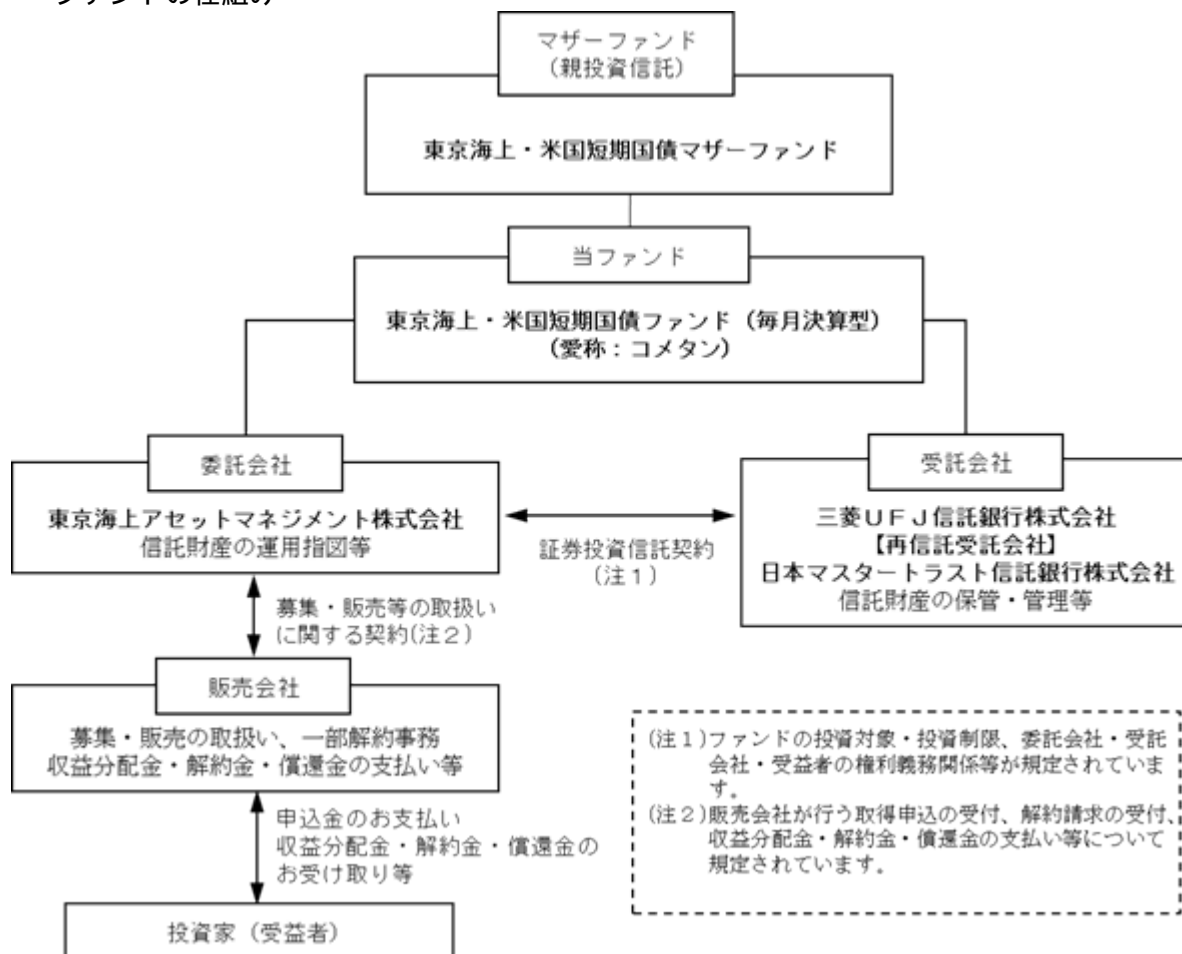 ファンドの仕組み
マザーファンド
(親投資信託)
東京海上・米国短期国債マザーファンド
当ファンド
東京海上・米国短期国債ファンド(毎月決算型)
(愛称:コメタン)
委託会社
東京海上アセットマネジメント株式会社
信託財産の運用指図等
証券投資信託契約
(注1)
受託会社
三菱UFJ信託銀行株式会社
【再信託受託会社】
日本マスタートラスト信託銀行株式会社
信託財産の保管・管理等
募集・販売等の取扱い
に関する契約(注2)
販売会社
募集・販売の取扱い、一部解約事務
収益分配金・解約金・償還金の支払い等
申込金のお支払い
収益分配金・解約金・償還金の
お受け取り等
投資家(受益者)
(注1)ファンドの投資対象・投資制限、委託会社・受託
会社・受益者の権利義務関係等が規定されていま
す。
(注2)販売会社が行う取得申込の受付、解約請求の受付、
収益分配金・解約金・償還金の支払い等について
規定されています。